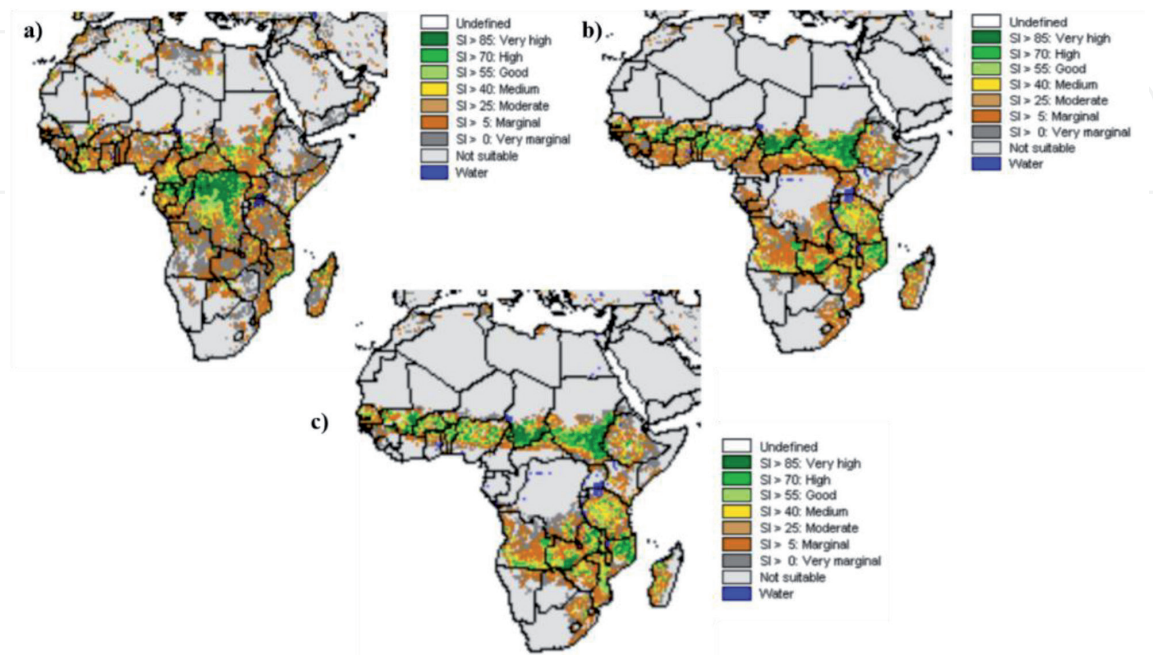 a)
Undefined
SI > 85: Very high
SI > 70: High
SI > 55: Good
SI > 40: Medium
SI > 25: Moderate
SI > 5: Marginal
SI > 0: Very marginal
Not suitable
Water
b)
Undefined
SI > 85: Very high
SI > 70: High
SI > 55: Good
SI > 40: Medium
SI > 25: Moderate
SI > 5: Marginal
SI > 0: Very marginal
Not suitable
Water
c)
Undefined
SI > 85: Very high
SI > 70: High
SI > 55: Good
SI > 40: Medium
SI > 25: Moderate
SI > 5: Marginal
SI > 0: Very marginal
Not suitable
Water